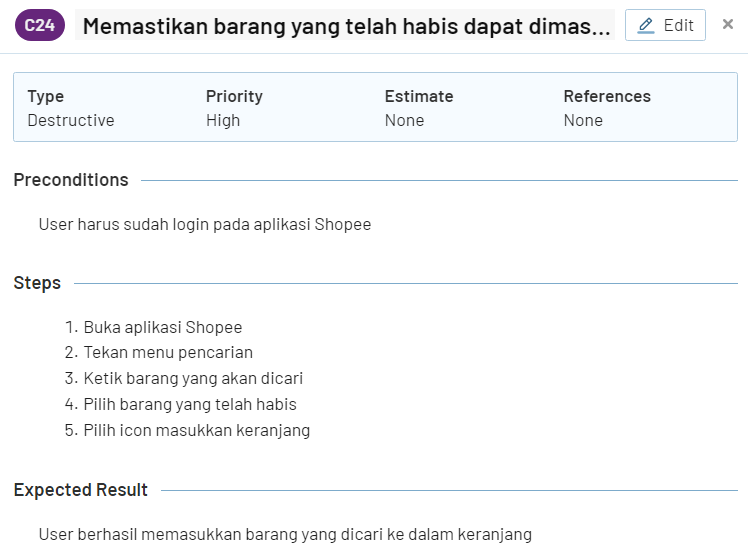 C24 Memastikan barang yang telah habis dapat dimas... Edit ×
Type Priority Estimate References
Destructive High None None
Preconditions
User harus sudah login pada aplikasi Shopee
Steps
1. Buka aplikasi Shopee
2. Tekan menu pencarian
3. Ketik barang yang akan dicari
4. Pilih barang yang telah habis
5. Pilih icon masukkan keranjang
Expected Result
User berhasil memasukkan barang yang dicari ke dalam keranjang